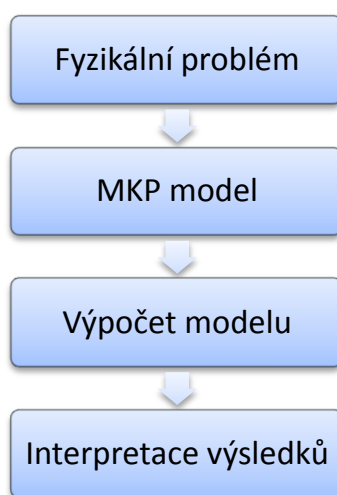 Fyzikální problém
MKP model
Výpočet modelu
Interpretace výsledků